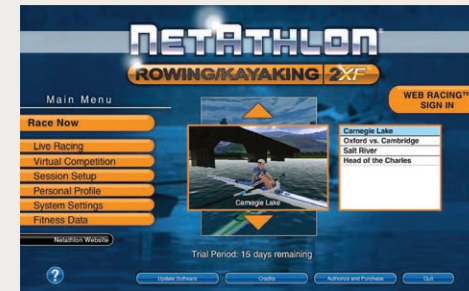 NETATHLON
ROWING/KAYAKING 2XF
WEB RACING™
SIGN IN
Main Menu
Race Now
Live Racing
Virtual Competition
Session Setup
Personal Profile
System Settings
Fitness Data
Netathlon Website
Carnegie Lake
Carnegie Lake
Oxford vs. Cambridge
Salt River
Head of the Charles
Trial Period: 15 days remaining
?
Update Software
Credits
Authorize and Purchase
Quit